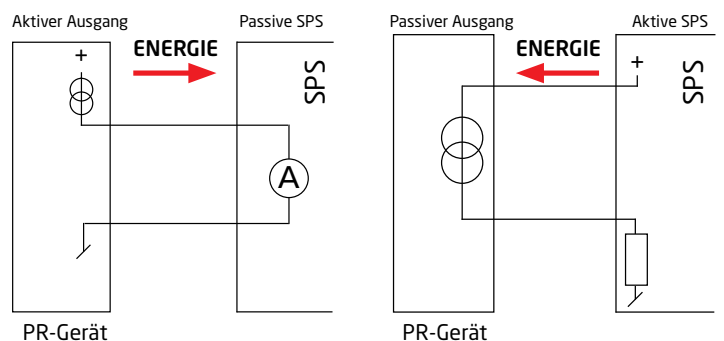 Aktiver Ausgang
Passive SPS
ENERGIE
+
SPS
A
PR-Gerät
Passiver Ausgang
Aktive SPS
ENERGIE
+
SPS
PR-Gerät